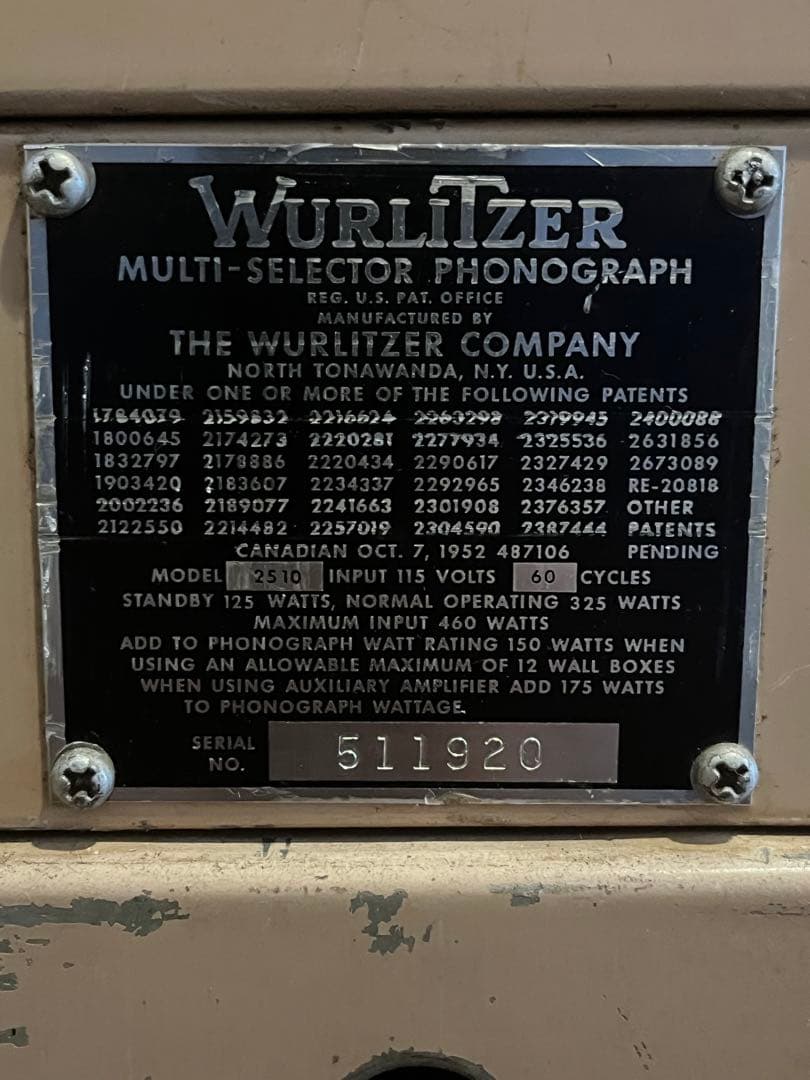 WURLITZER
MULTI-SELECTOR PHONOGRAPH
REG. U.S. PAT. OFFICE
MANUFACTURED BY
THE WURLITZER COMPANY
NORTH TONAWANDA, N.Y. U.S.A.
UNDER ONE OR MORE OF THE FOLLOWING PATENTS
1784079 2159832 2216624 2263298 2319945 2400088
1800645 2174273 2220281 2277934 2325536 2631856
1832797 2178886 2220434 2290617 2327429 2673089
1903420 2183607 2234337 2292965 2346238 RE-20818
2002236 2189077 2241663 2301908 2376357 OTHER
2122550 2214482 2257019 2304590 2387444 PATENTS
CANADIAN OCT. 7, 1952 487106 PENDING
MODEL 2510 INPUT 115 VOLTS 60 CYCLES
STANDBY 125 WATTS, NORMAL OPERATING 325 WATTS
MAXIMUM INPUT 460 WATTS
ADD TO PHONOGRAPH WATT RATING 150 WATTS WHEN
USING AN ALLOWABLE MAXIMUM OF 12 WALL BOXES
WHEN USING AUXILIARY AMPLIFIER ADD 175 WATTS
TO PHONOGRAPH WATTAGE
SERIAL NO. 511920